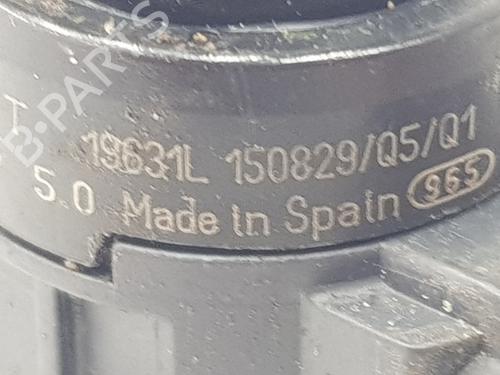 T 19631L 150829/Q5/Q1
5.0 Made in Spain 965
B-PARTS